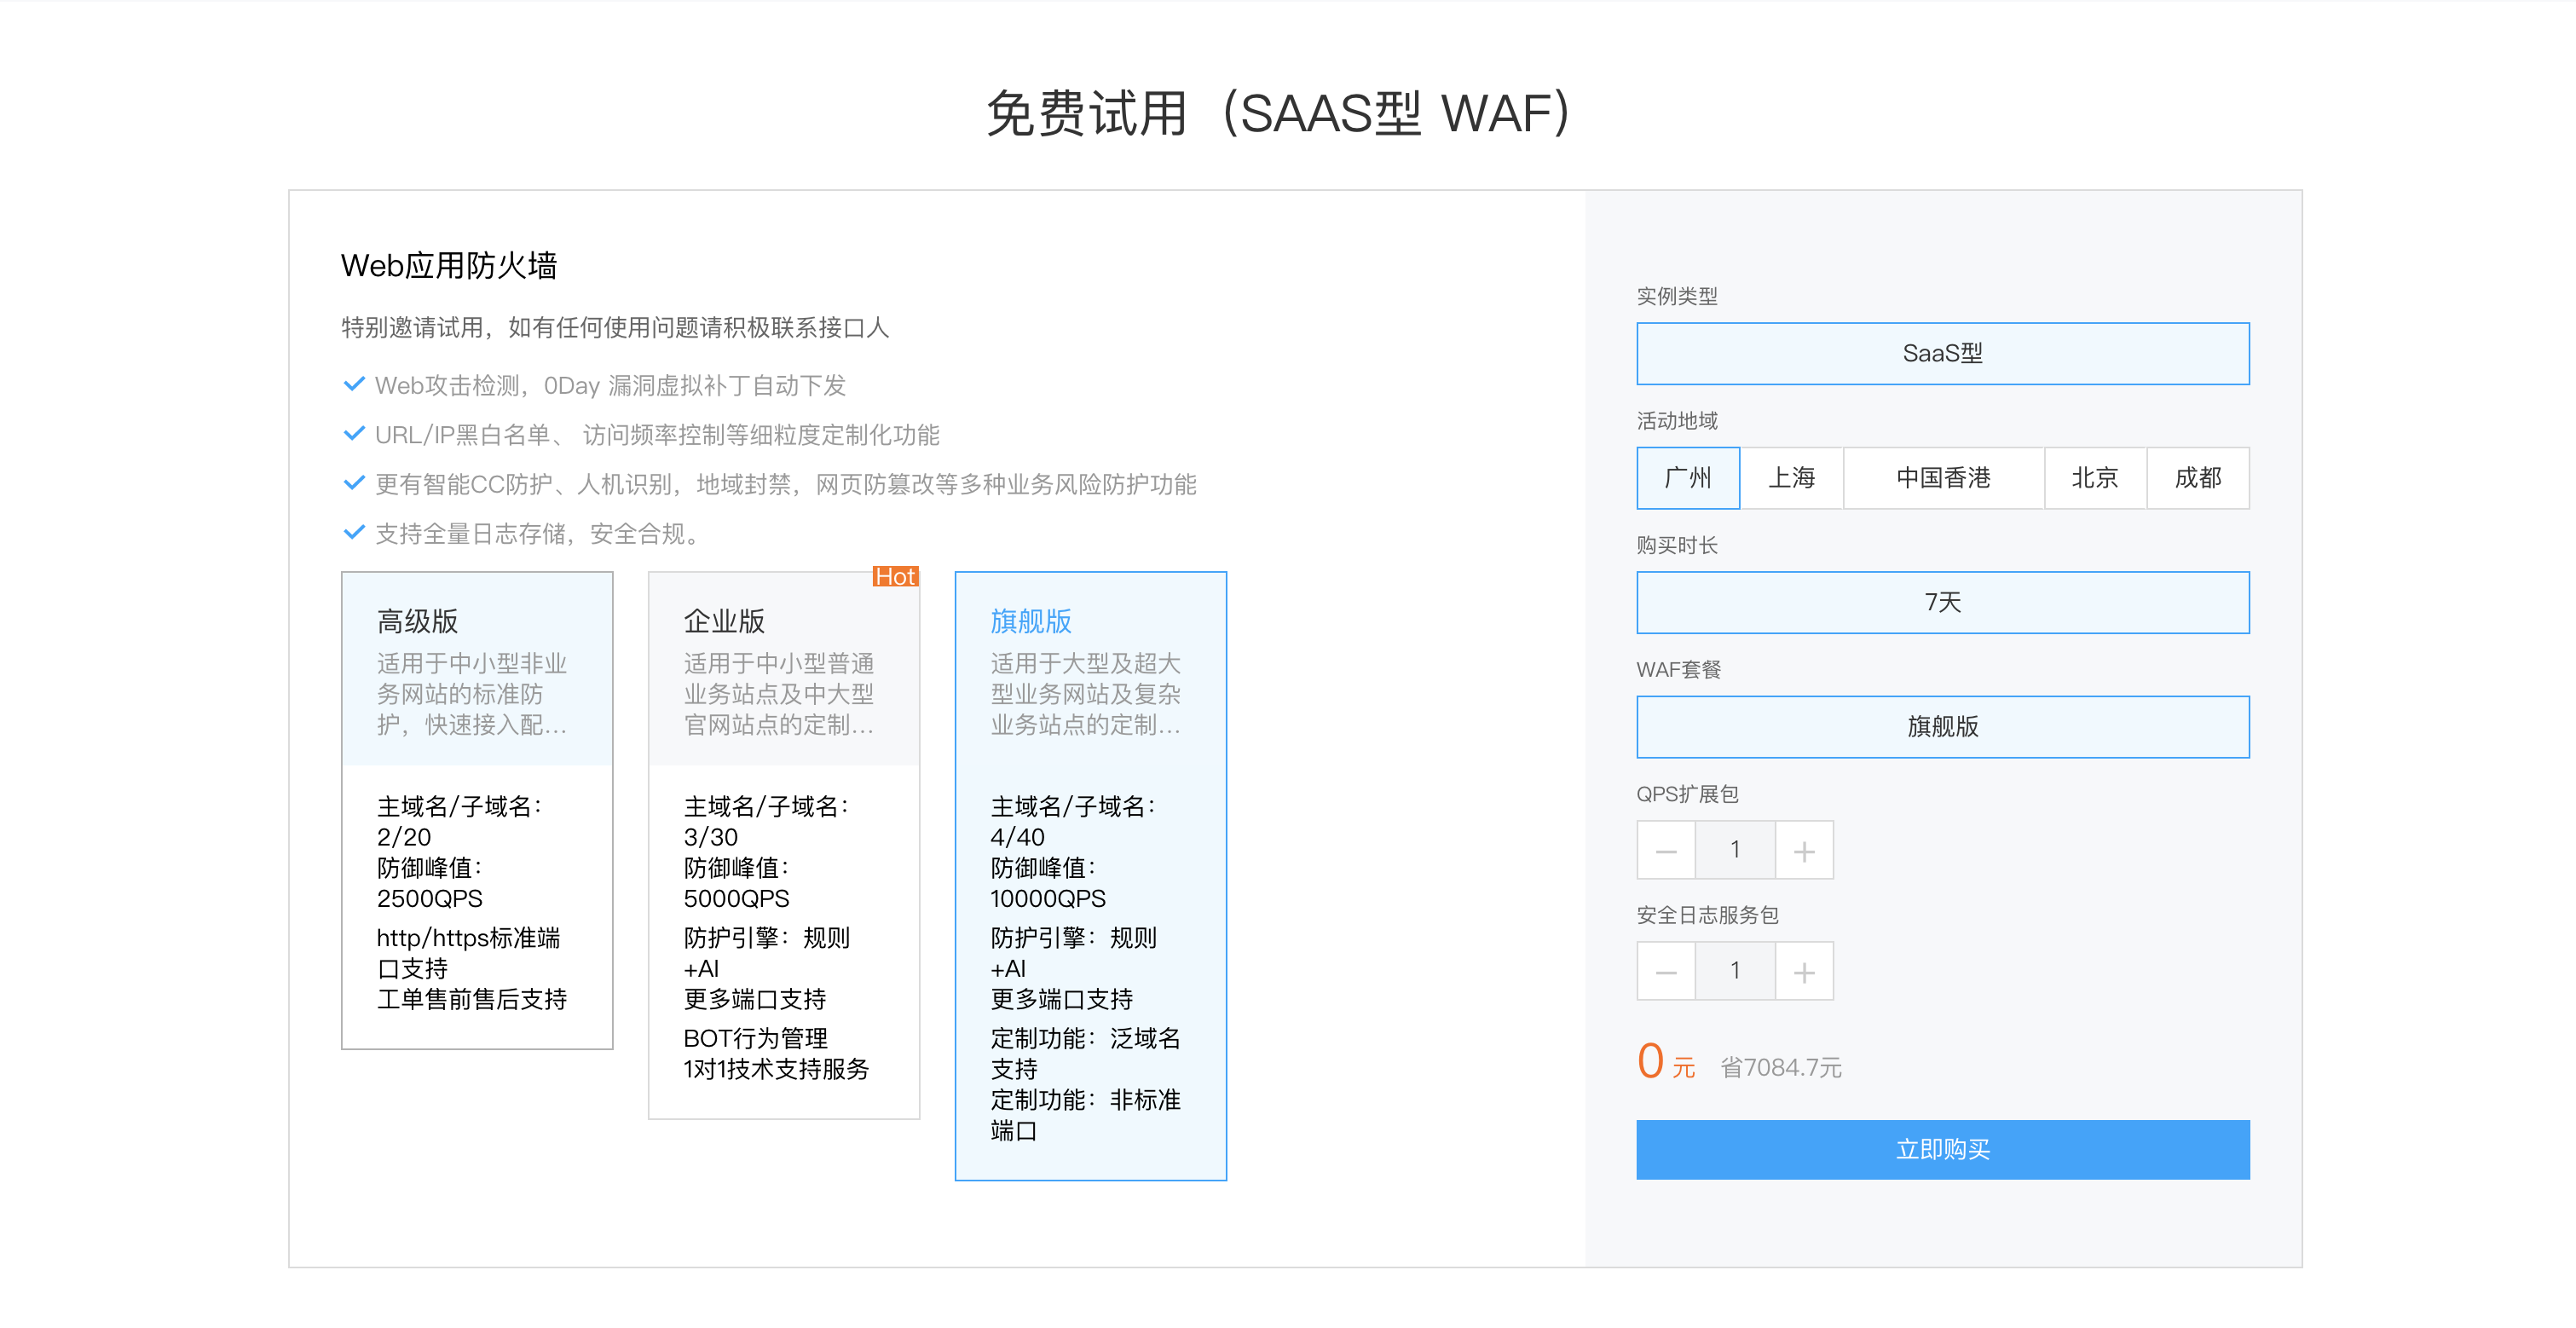 免费试用（SAAS型 WAF）
Web应用防火墙
特别邀请试用，如有任何使用问题请积极联系接口人
Web攻击检测，0Day 漏洞虚拟补丁自动下发
URL/IP黑白名单、 访问频率控制等细粒度定制化功能
更有智能CC防护、人机识别，地域封禁，网页防篡改等多种业务风险防护功能
支持全量日志存储，安全合规。
高级版
适用于中小型非业
务网站的标准防
护，快速接入配...
主域名/子域名：
2/20
防御峰值：
2500QPS
http/https标准端
口支持
工单售前售后支持
Hot
企业版
适用于中小型普通
业务站点及中大型
官网站点的定制...
主域名/子域名：
3/30
防御峰值：
5000QPS
防护引擎：规则
+AI
更多端口支持
BOT行为管理
1对1技术支持服务
旗舰版
适用于大型及超大
型业务网站及复杂
业务站点的定制...
主域名/子域名：
4/40
防御峰值：
10000QPS
防护引擎：规则
+AI
更多端口支持
定制功能：泛域名
支持
定制功能：非标准
端口
实例类型
SaaS型
活动地域
广州 上海 中国香港 北京 成都
购买时长
7天
WAF套餐
旗舰版
QPS扩展包
1
安全日志服务包
1
0 元 省7084.7元
立即购买